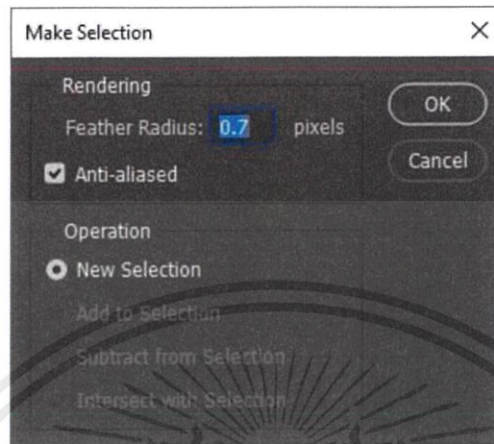 Make Selection
Rendering
Feather Radius: 0.7 pixels
OK
Anti-aliased
Cancel
Operation
New Selection
Add to Selection
Subtract from Selection
Intersect with Selection